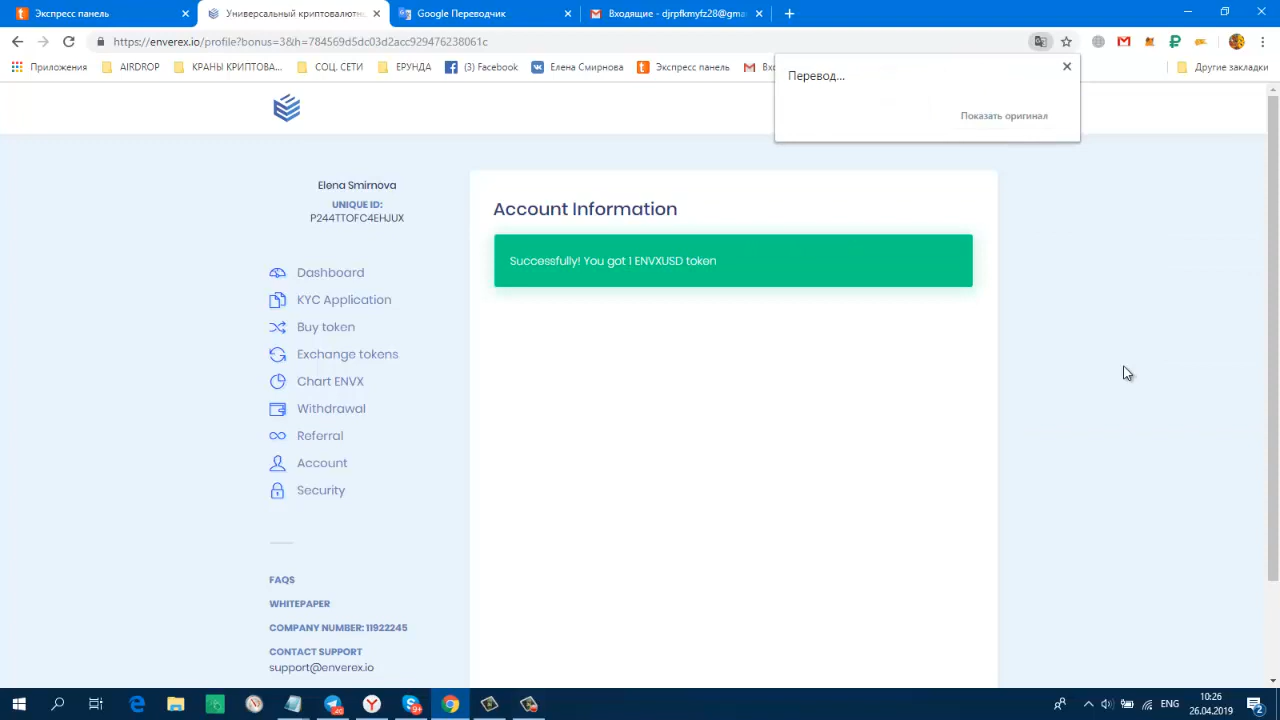 Экспресс панель
Универсальный криптовалютн
Google Переводчик
Входящие - djrpfkmyfz28@gma
https://enverex.io/profile?bonus=3&h=784569d5dc03d2acc929476238061c
Приложения
AIRDROP
КРАНЫ КРИПТОВА...
СОЦ. СЕТИ
ЕРУНДА
(3) Facebook
Елена Смирнова
Экспресс панель
Другие закладки
Перевод...
Показать оригинал
Elena Smirnova
UNIQUE ID:
P244TTOFC4EHJUX
Dashboard
KYC Application
Buy token
Exchange tokens
Chart ENVX
Withdrawal
Referral
Account
Security
FAQS
WHITEPAPER
COMPANY NUMBER: 11922245
CONTACT SUPPORT
support@enverex.io
Account Information
Successfully! You got 1 ENVXUSD token
ENG
10:26
26.04.2019